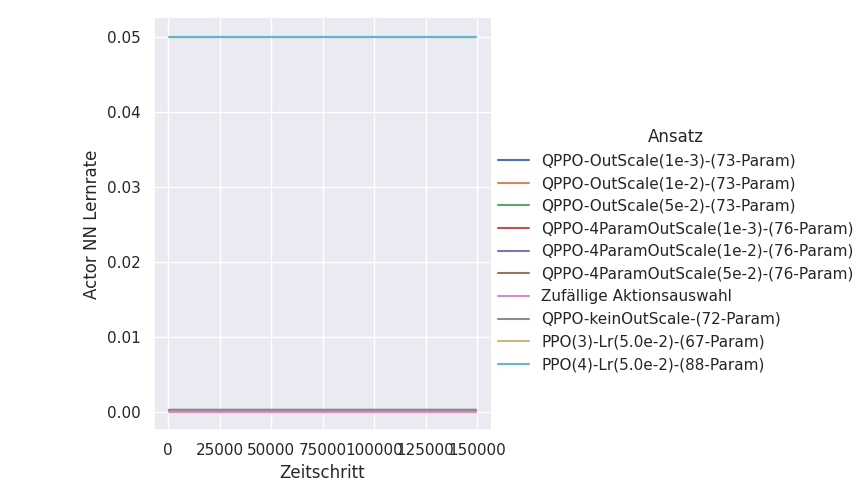 0.05
0.04
0.03
0.02
0.01
0.00
Actor NN Lernrate
0 25000 50000 75000 100000 125000 150000
Zeitschritt
Ansatz
QPPO-OutScale(1e-3)-(73-Param)
QPPO-OutScale(1e-2)-(73-Param)
QPPO-OutScale(5e-2)-(73-Param)
QPPO-4ParamOutScale(1e-3)-(76-Param)
QPPO-4ParamOutScale(1e-2)-(76-Param)
QPPO-4ParamOutScale(5e-2)-(76-Param)
Zufällige Aktionsauswahl
QPPO-keinOutScale-(72-Param)
PPO(3)-Lr(5.0e-2)-(67-Param)
PPO(4)-Lr(5.0e-2)-(88-Param)